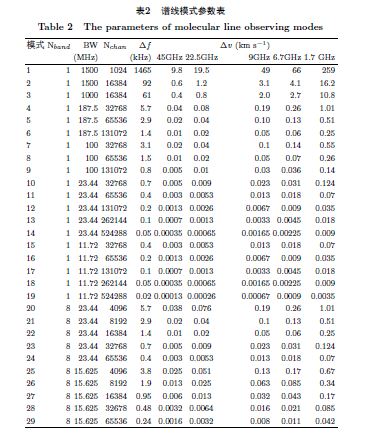 表2 谱线模式参数表
Table 2 The parameters of molecular line observing modes
模式 Nband BW Nchan Δf Δv (km s−1)
(MHz) (kHz) 45GHz 22.5GHz 9GHz 6.7GHz 1.7 GHz
1 1 1500 1024 1465 9.8 19.5 49 66 259
2 1 1500 16384 92 0.6 1.2 3.1 4.1 16.2
3 1 1000 16384 61 0.4 0.8 2.0 2.7 10.8
4 1 187.5 32768 5.7 0.04 0.08 0.19 0.26 1.01
5 1 187.5 65536 2.9 0.02 0.04 0.10 0.13 0.51
6 1 187.5 131072 1.4 0.01 0.02 0.05 0.06 0.25
7 1 100 32768 3.1 0.02 0.04 0.1 0.14 0.55
8 1 100 65536 1.5 0.01 0.02 0.05 0.07 0.26
9 1 100 131072 0.8 0.005 0.01 0.03 0.036 0.14
10 1 23.44 32768 0.7 0.005 0.009 0.023 0.031 0.124
11 1 23.44 65536 0.4 0.003 0.0053 0.013 0.018 0.07
12 1 23.44 131072 0.2 0.0013 0.0026 0.0067 0.009 0.035
13 1 23.44 262144 0.1 0.0007 0.0013 0.0033 0.0045 0.018
14 1 23.44 524288 0.05 0.00035 0.00065 0.00165 0.00225 0.009
15 1 11.72 32768 0.4 0.003 0.0053 0.013 0.018 0.07
16 1 11.72 65536 0.2 0.0013 0.0026 0.0067 0.009 0.035
17 1 11.72 131072 0.1 0.0007 0.0013 0.0033 0.0045 0.018
18 1 11.72 262144 0.05 0.00035 0.00065 0.00165 0.00225 0.009
19 1 11.72 524288 0.02 0.00013 0.00026 0.00067 0.0009 0.0035
20 8 23.44 4096 5.7 0.038 0.076 0.19 0.26 1.01
21 8 23.44 8192 2.9 0.02 0.04 0.1 0.13 0.51
22 8 23.44 16384 1.4 0.01 0.02 0.05 0.06 0.25
23 8 23.44 32768 0.7 0.005 0.009 0.023 0.031 0.124
24 8 23.44 65536 0.4 0.003 0.0053 0.013 0.018 0.07
25 8 15.625 4096 3.8 0.025 0.051 0.13 0.17 0.67
26 8 15.625 8192 1.9 0.013 0.025 0.063 0.085 0.34
27 8 15.625 16384 0.95 0.006 0.013 0.032 0.043 0.17
28 8 15.625 32678 0.48 0.0032 0.0064 0.016 0.021 0.085
29 8 15.625 65536 0.24 0.0016 0.0032 0.008 0.011 0.042